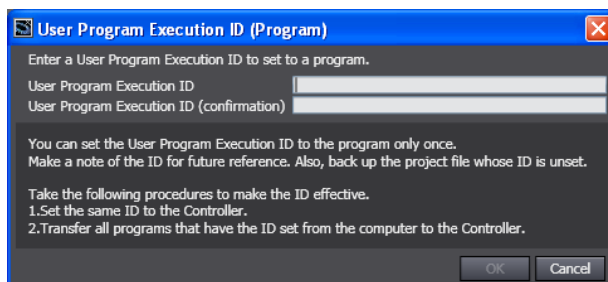 User Program Execution ID (Program)
Enter a User Program Execution ID to set to a program.
User Program Execution ID
User Program Execution ID (confirmation)
You can set the User Program Execution ID to the program only once.
Make a note of the ID for future reference. Also, back up the project file whose ID is unset.
Take the following procedures to make the ID effective.
1.Set the same ID to the Controller.
2.Transfer all programs that have the ID set from the computer to the Controller.
OK Cancel